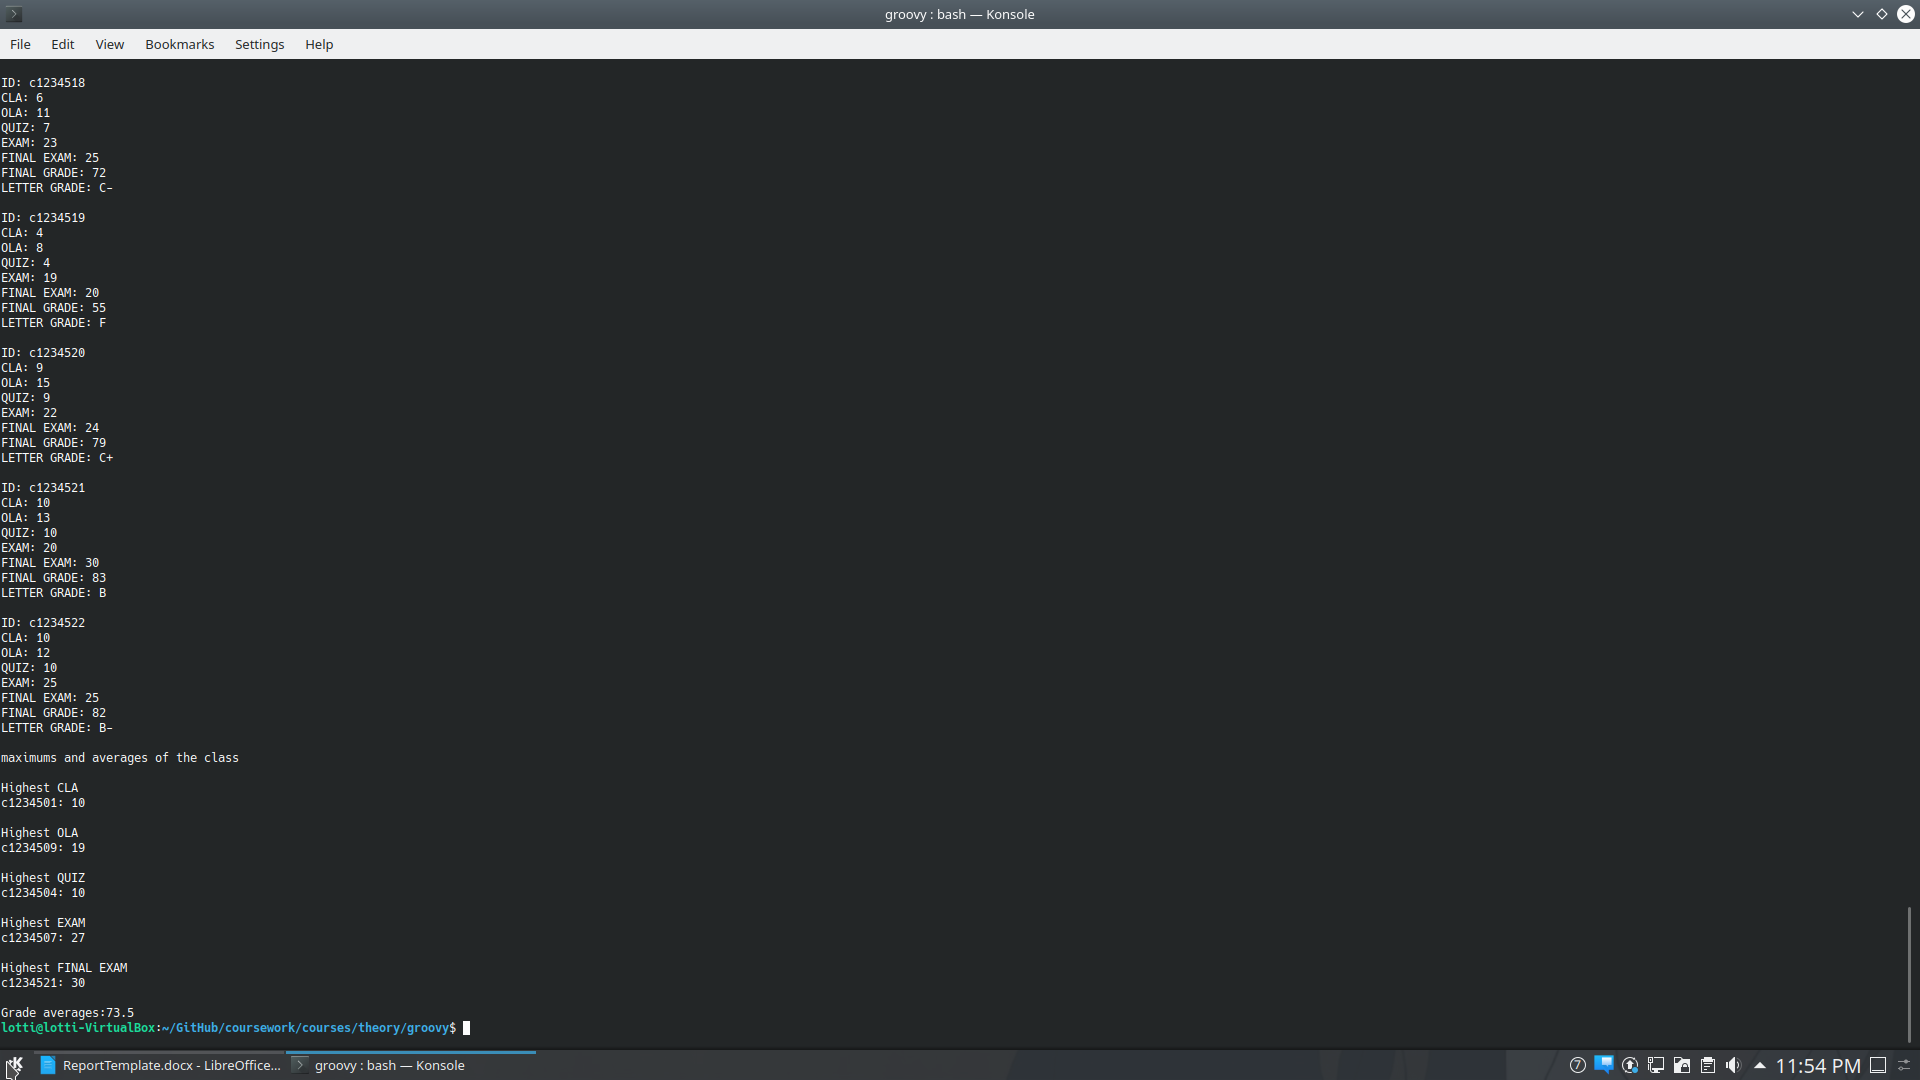 groovy : bash — Konsole
File Edit View Bookmarks Settings Help
ID: c1234518
CLA: 6
OLA: 11
QUIZ: 7
EXAM: 23
FINAL EXAM: 25
FINAL GRADE: 72
LETTER GRADE: C-
ID: c1234519
CLA: 4
OLA: 8
QUIZ: 4
EXAM: 19
FINAL EXAM: 20
FINAL GRADE: 55
LETTER GRADE: F
ID: c1234520
CLA: 9
OLA: 15
QUIZ: 9
EXAM: 22
FINAL EXAM: 24
FINAL GRADE: 79
LETTER GRADE: C+
ID: c1234521
CLA: 10
OLA: 13
QUIZ: 10
EXAM: 20
FINAL EXAM: 30
FINAL GRADE: 83
LETTER GRADE: B
ID: c1234522
CLA: 10
OLA: 12
QUIZ: 10
EXAM: 25
FINAL EXAM: 25
FINAL GRADE: 82
LETTER GRADE: B-
maximums and averages of the class
Highest CLA
c1234501: 10
Highest OLA
c1234509: 19
Highest QUIZ
c1234504: 10
Highest EXAM
c1234507: 27
Highest FINAL EXAM
c1234521: 30
Grade averages:73.5
lotti@lotti-VirtualBox:~/GitHub/coursework/courses/theory/groovy$
ReportTemplate.docx - LibreOffice... groovy : bash — Konsole 7 11:54 PM